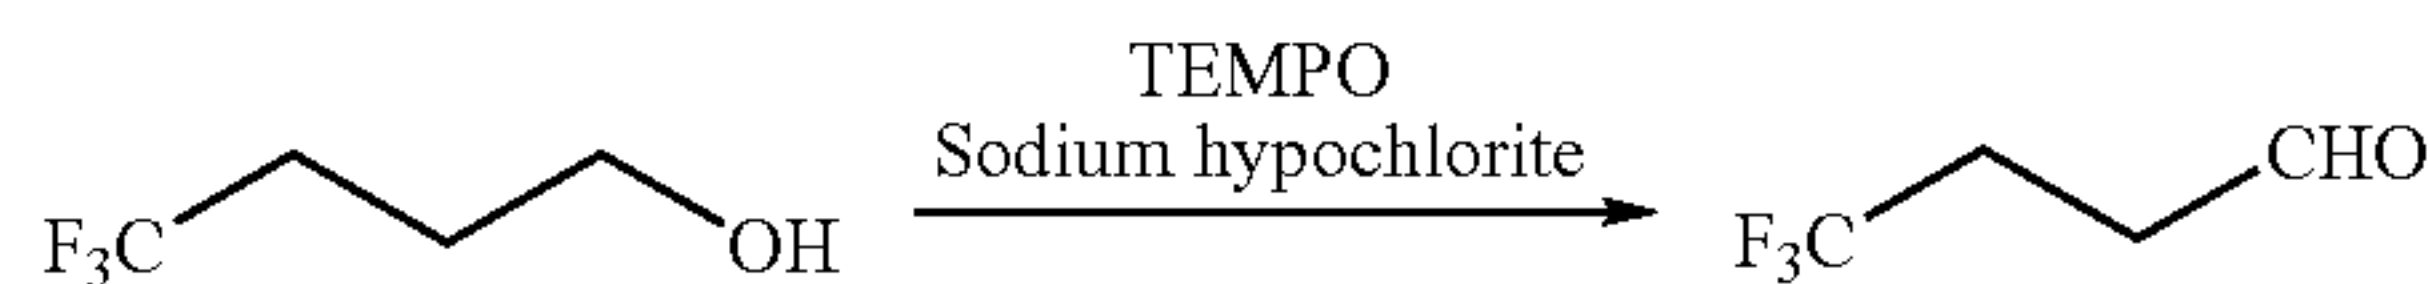 TEMPO
Sodium hypochlorite
F₃C
OH
F₃C
CHO